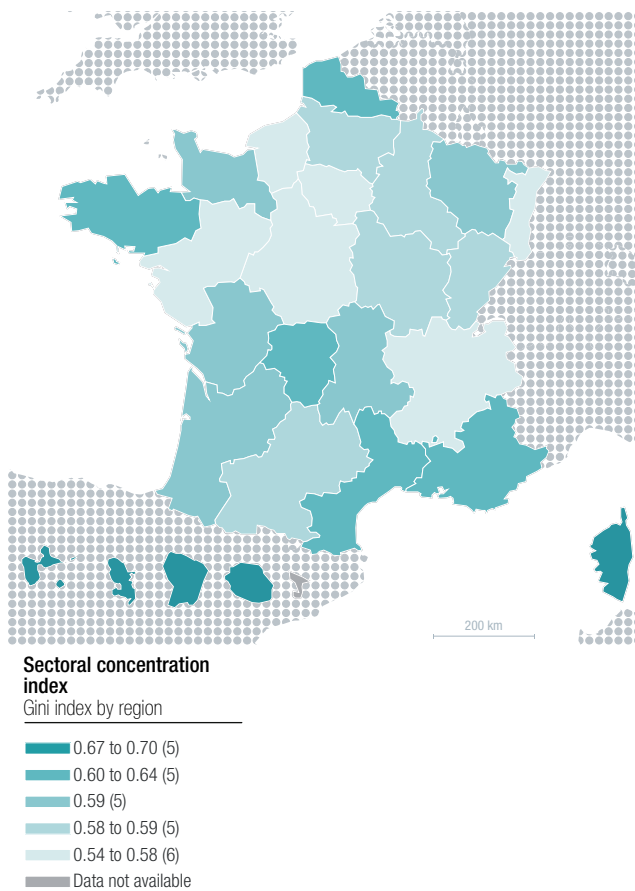 200 km
Sectoral concentration
index
Gini index by region
0.67 to 0.70 (5)
0.60 to 0.64 (5)
0.59 (5)
0.58 to 0.59 (5)
0.54 to 0.58 (6)
Data not available